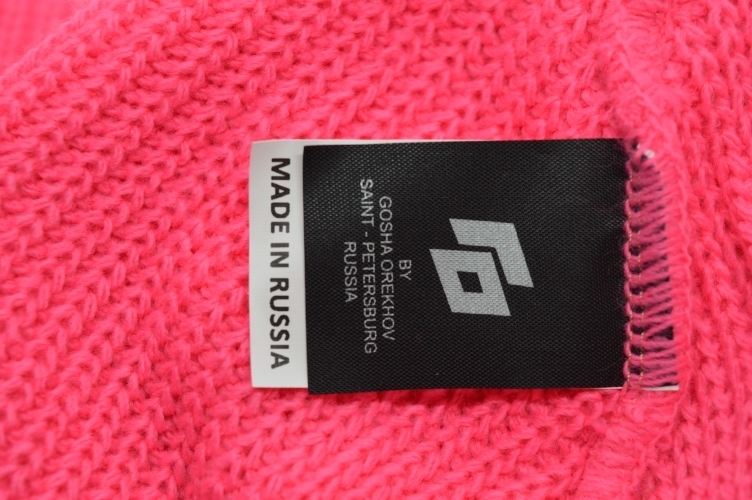 BY
GOSHA OREKHOV
SAINT - PETERSBURG
RUSSIA
MADE IN RUSSIA